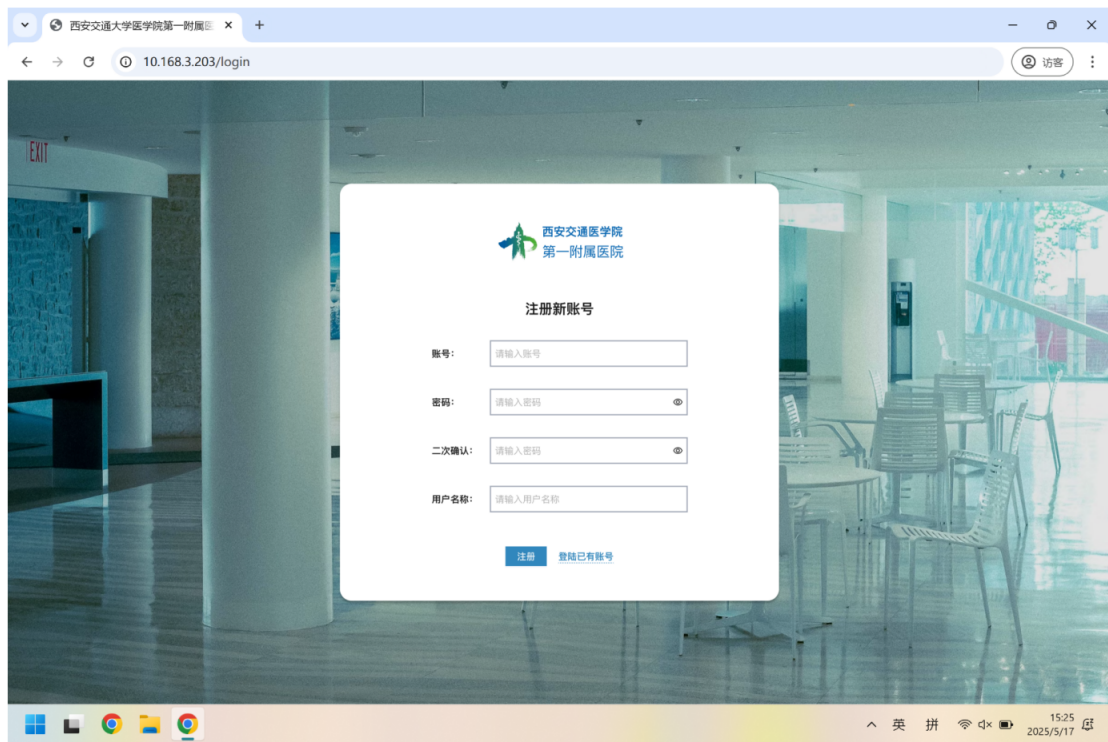 西安交通大学医学院第一附属医
10.168.3.203/login
访客
EXIT
西安交通医学院
第一附属医院
注册新账号
账号：
请输入账号
密码：
请输入密码
二次确认：
请输入密码
用户名称：
请输入用户名称
注册
登陆已有账号
英
拼
15:25
2025/5/17